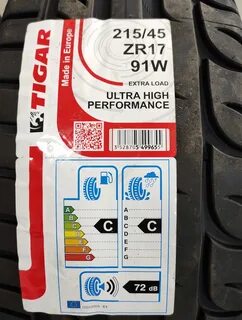 TIGAR
Made in Europe
215/45
ZR17
91W
EXTRA LOAD
ULTRA HIGH
PERFORMANCE
A
B
C
D
E
F
G
C
A
B
C
D
E
F
G
C
72 dB